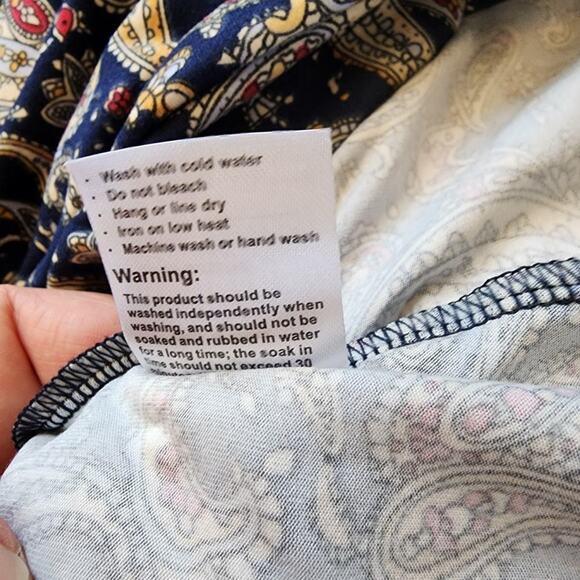 · Wash with cold water
· Do not bleach
· Hang or line dry
· Iron on low heat
· Machine wash or hand wash
Warning:
This product should be
washed independently when
washing, and should not be
soaked and rubbed in water
for a long time; the soak in
time should not exceed 30